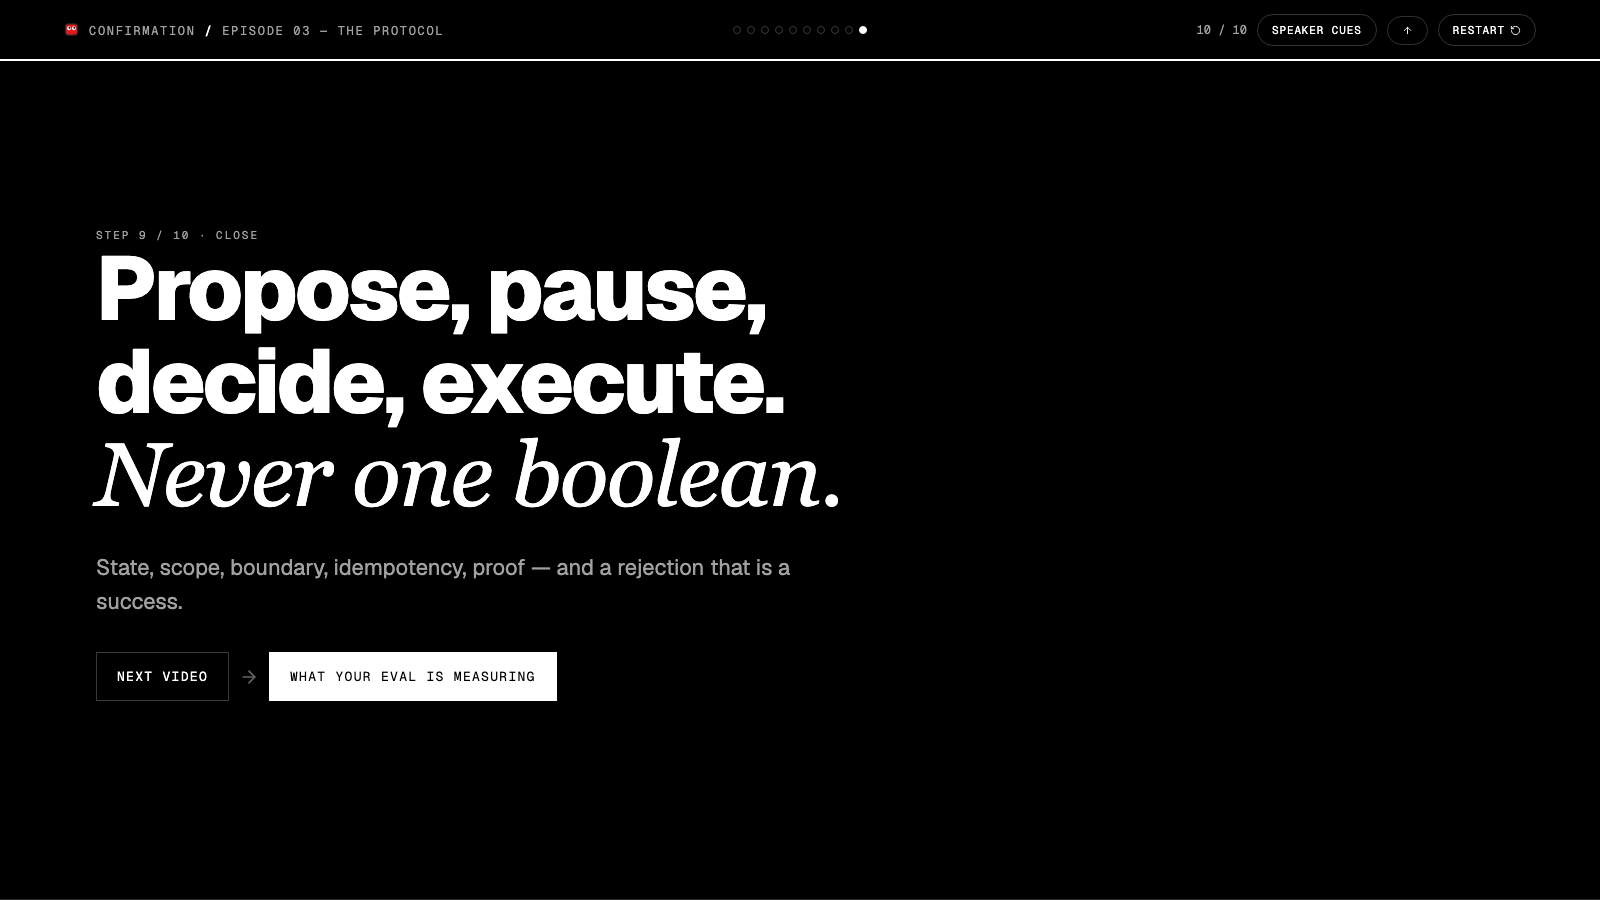 CONFIRMATION / EPISODE 03 — THE PROTOCOL
10 / 10
SPEAKER CUES
↑
RESTART
STEP 9 / 10 · CLOSE
Propose, pause,
decide, execute.
Never one boolean.
State, scope, boundary, idempotency, proof — and a rejection that is a
success.
NEXT VIDEO → WHAT YOUR EVAL IS MEASURING